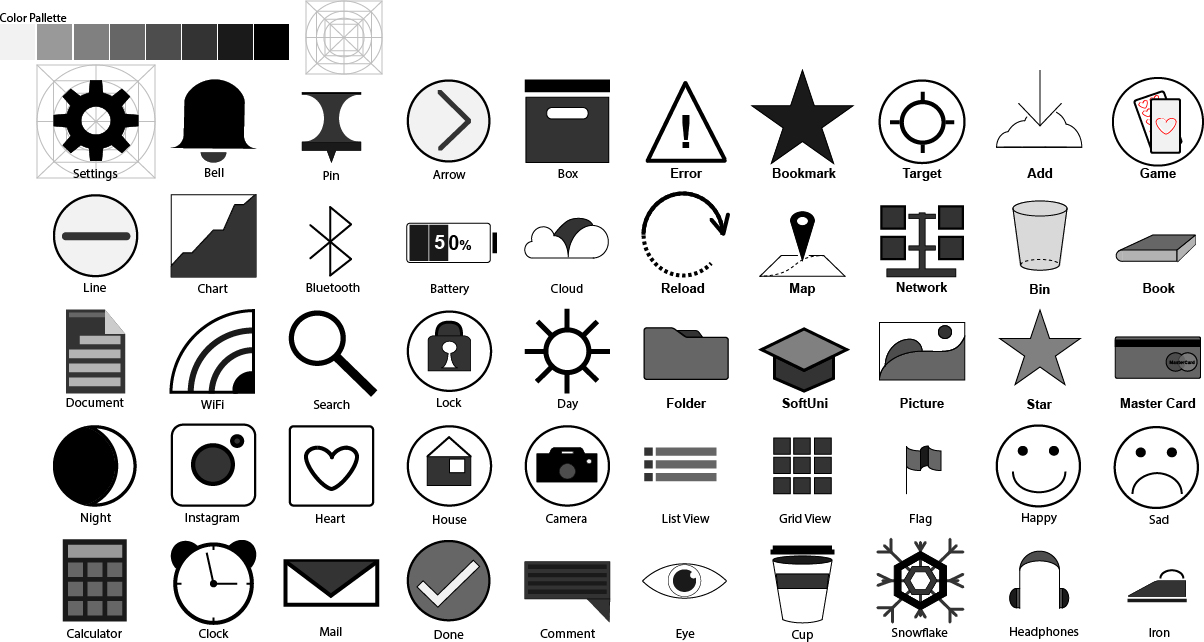 Color Pallette
Settings Bell Pin Arrow Box Error Bookmark Target Add Game
50%
Line Chart Bluetooth Battery Cloud Reload Map Network Bin Book
MasterCard
Document WiFi Search Lock Day Folder SoftUni Picture Star Master Card
Night Instagram Heart House Camera List View Grid View Flag Happy Sad
Calculator Clock Mail Done Comment Eye Cup Snowflake Headphones Iron